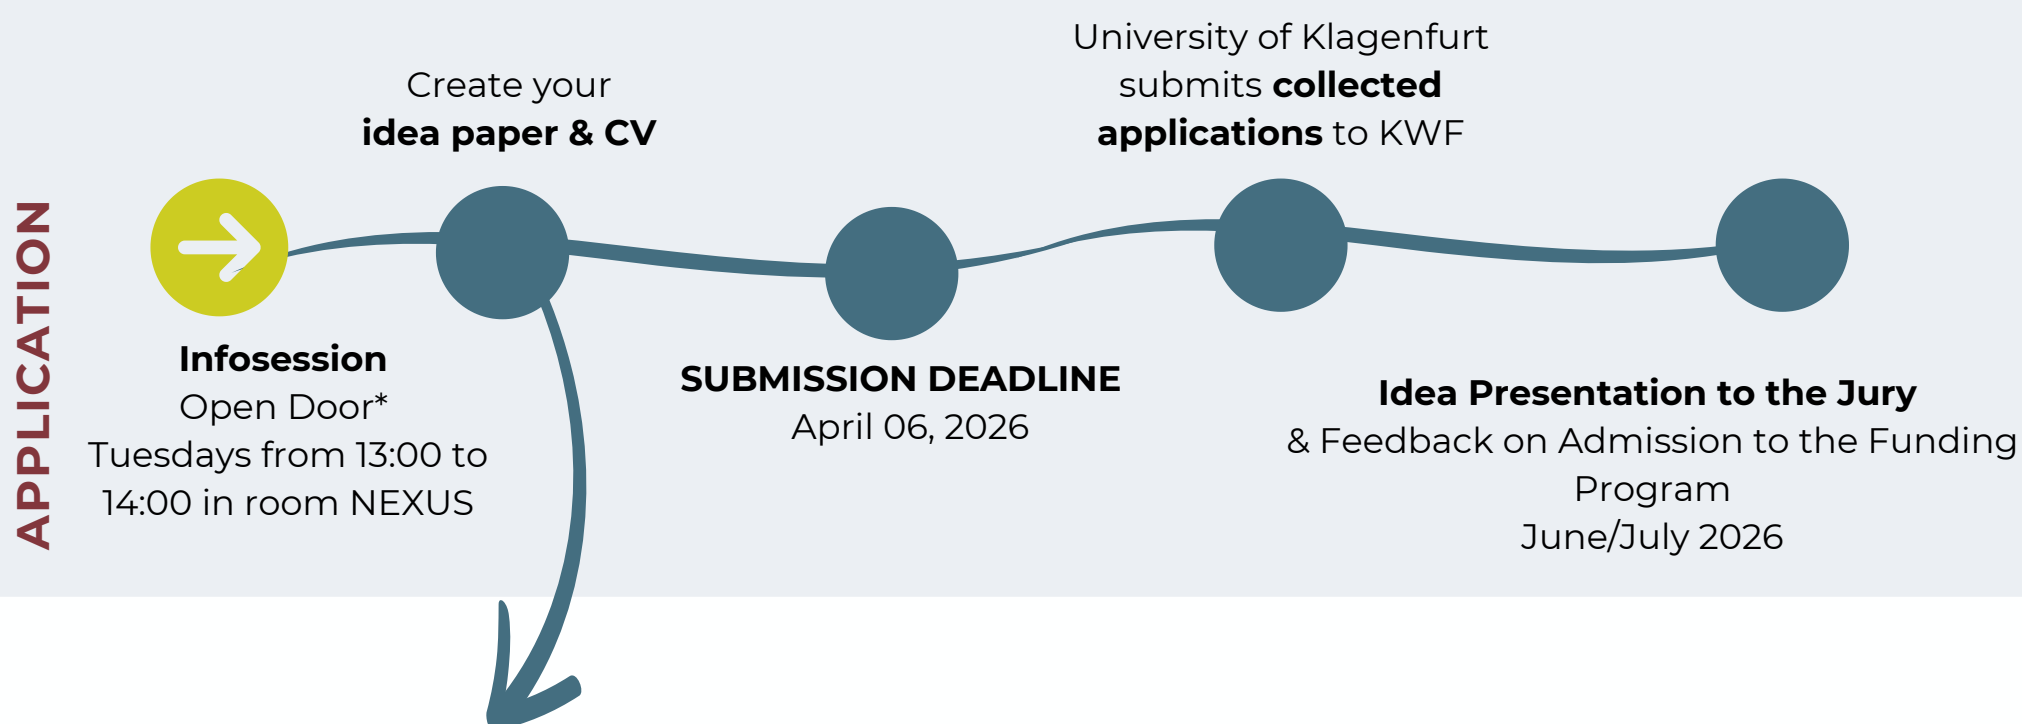 APPLICATION
Infosession
Open Door*
Tuesdays from 13:00 to
14:00 in room NEXUS
Create your
idea paper & CV
SUBMISSION DEADLINE
April 06, 2026
University of Klagenfurt
submits collected
applications to KWF
Idea Presentation to the Jury
& Feedback on Admission to the Funding
Program
June/July 2026